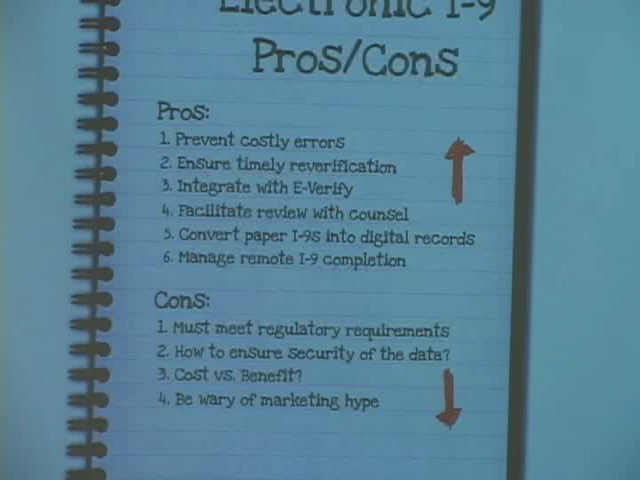 Electronic I-9
Pros/Cons
Pros:
1. Prevent costly errors
2. Ensure timely reverification
3. Integrate with E-Verify
4. Facilitate review with counsel
5. Convert paper I-9s into digital records
6. Manage remote I-9 completion
Cons:
1. Must meet regulatory requirements
2. How to ensure security of the data?
3. Cost vs. Benefit?
4. Be wary of marketing hype